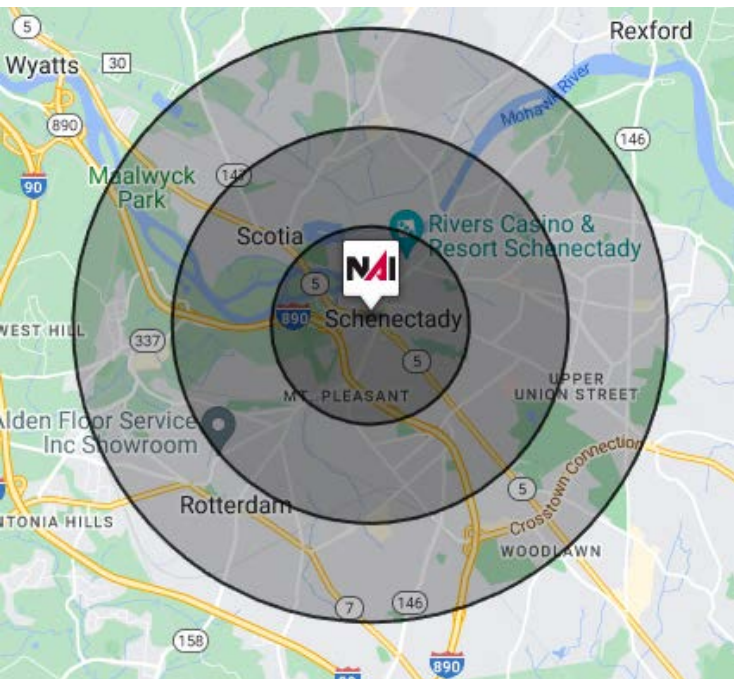 5
Rexford
Wyatts
30
Mohawk River
890
146
90
Maalwyck
Park
147
Scotia
Rivers Casino &
Resort Schenectady
NAI
5
890
Schenectady
WEST HILL
337
5
MT. PLEASANT
UPPER
UNION STREET
Alden Floor Service
Inc Showroom
Crosstown Connection
5
Rotterdam
NTONIA HILLS
WOODLAWN
7
146
158
890